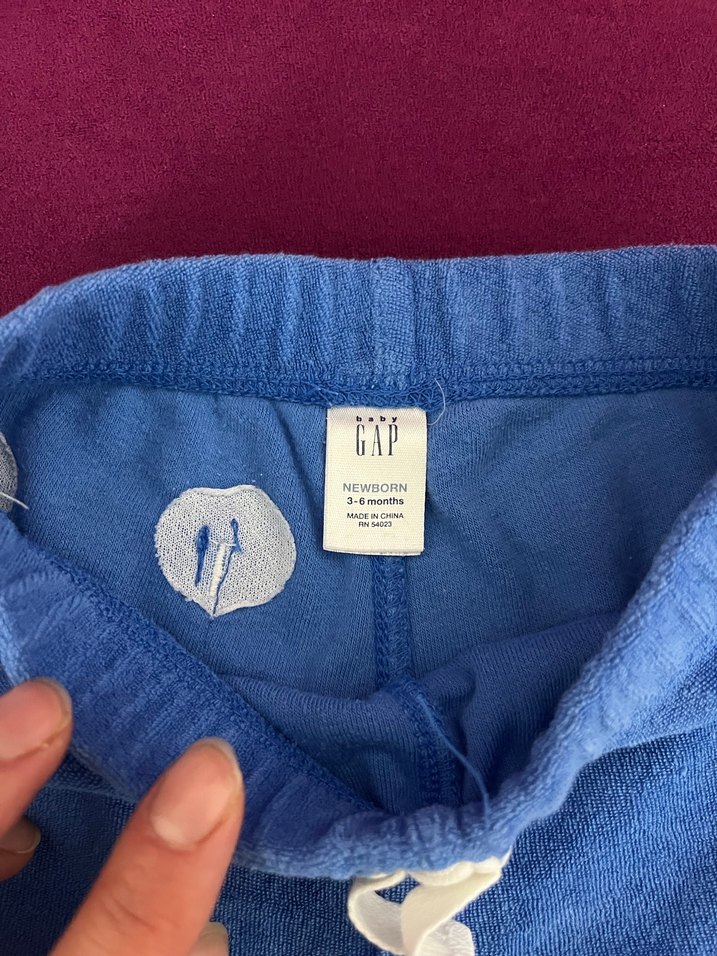 baby
GAP
NEWBORN
3-6 months
MADE IN CHINA
RN 54023